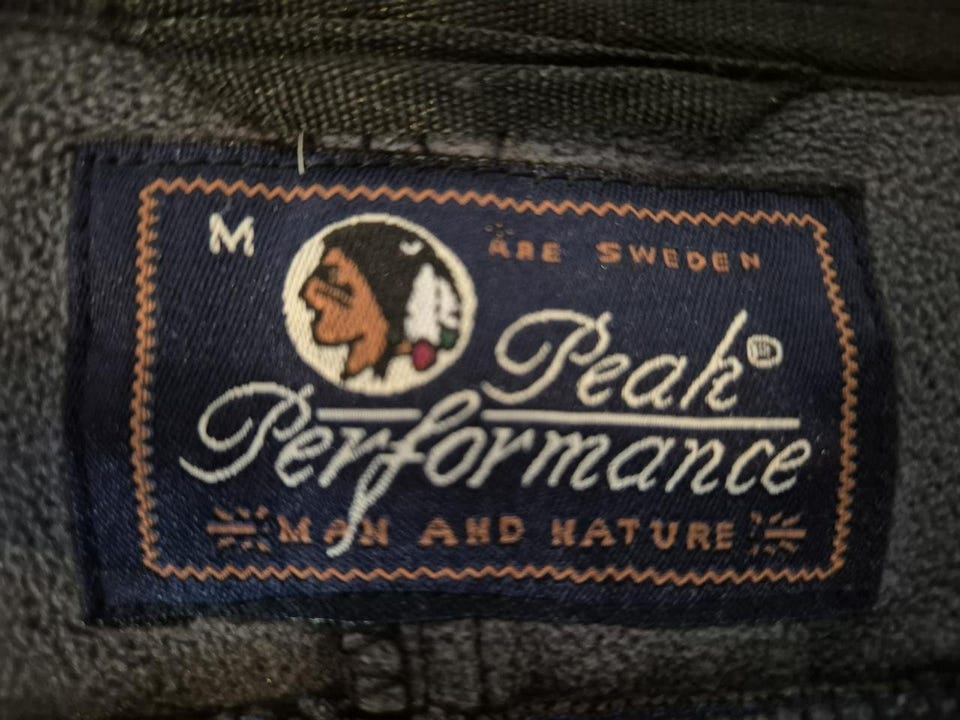 M
ÅRE SWEDEN
Peak®
Performance
MAN AND NATURE